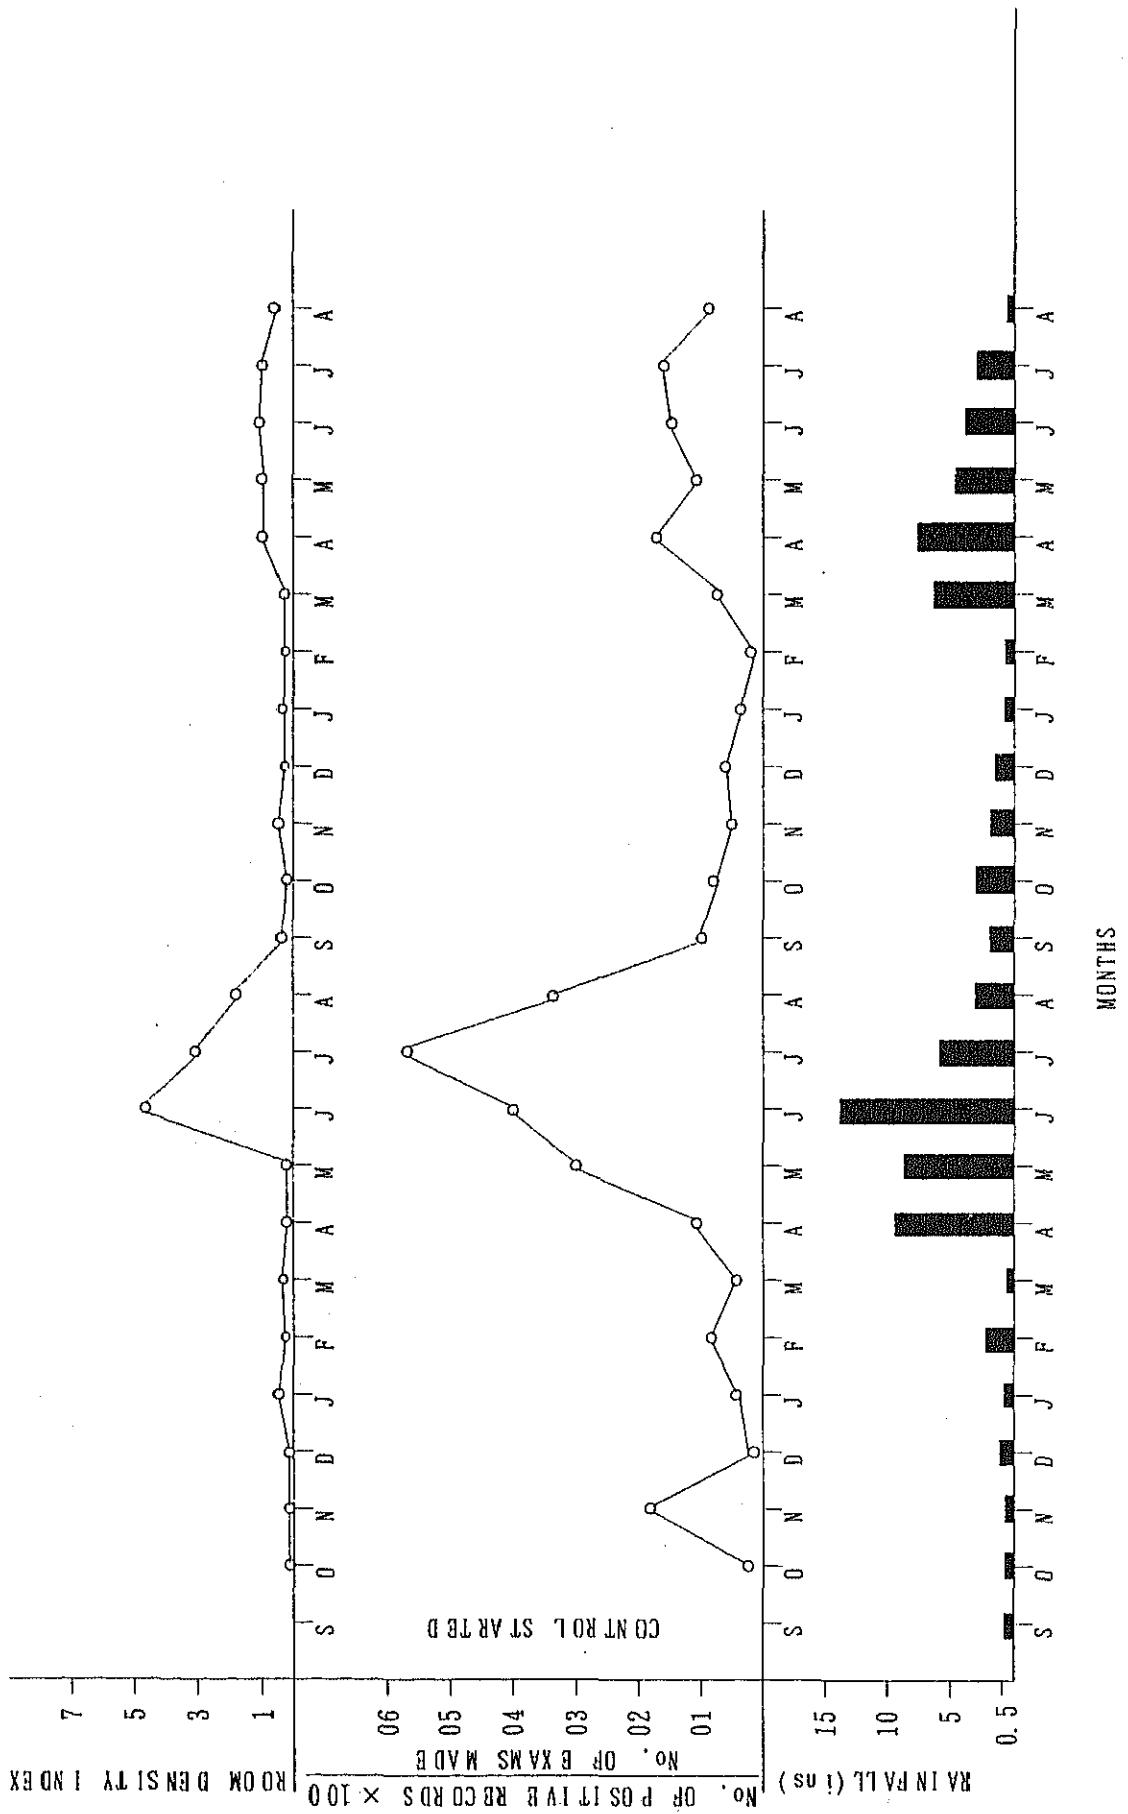 ROOM DENSITY INDEX
7
5
3
1
S O N D J F M A M J J A S O N D J F M A M J J A
No. OF POSITIVE RECORDS × 100
No. OF EXAMS MADE
06
05
04
03
02
01
CONTROL STARTED
S O N D J F M A M J J A S O N D J F M A M J J A
RAINFALL (ins)
15
10
5
0.5
S O N D J F M A M J J A S O N D J F M A M J J A
MONTHS